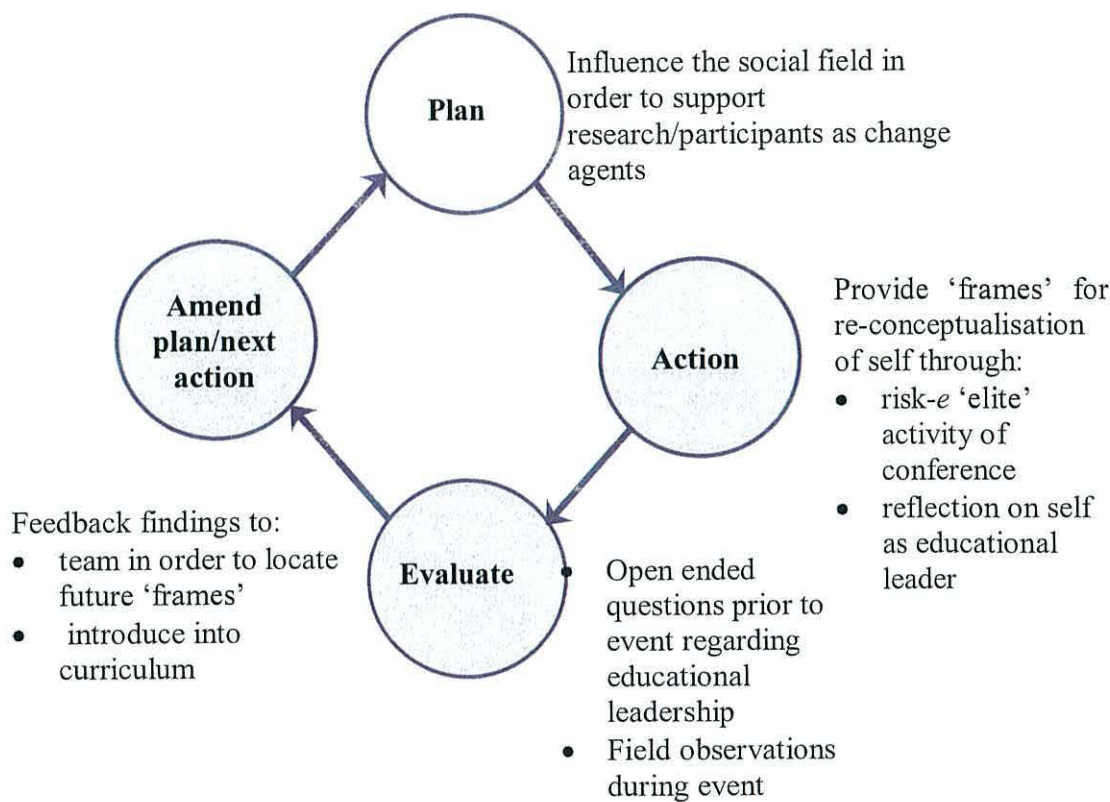 Plan
Influence the social field in
order to support
research/participants as change
agents
Action
Provide ‘frames’ for
re-conceptualisation
of self through:
• risk-e ‘elite’
activity of
conference
• reflection on self
as educational
leader
Evaluate
• Open ended
questions prior to
event regarding
educational
leadership
• Field observations
during event
Amend
plan/next
action
Feedback findings to:
• team in order to locate
future ‘frames’
• introduce into
curriculum